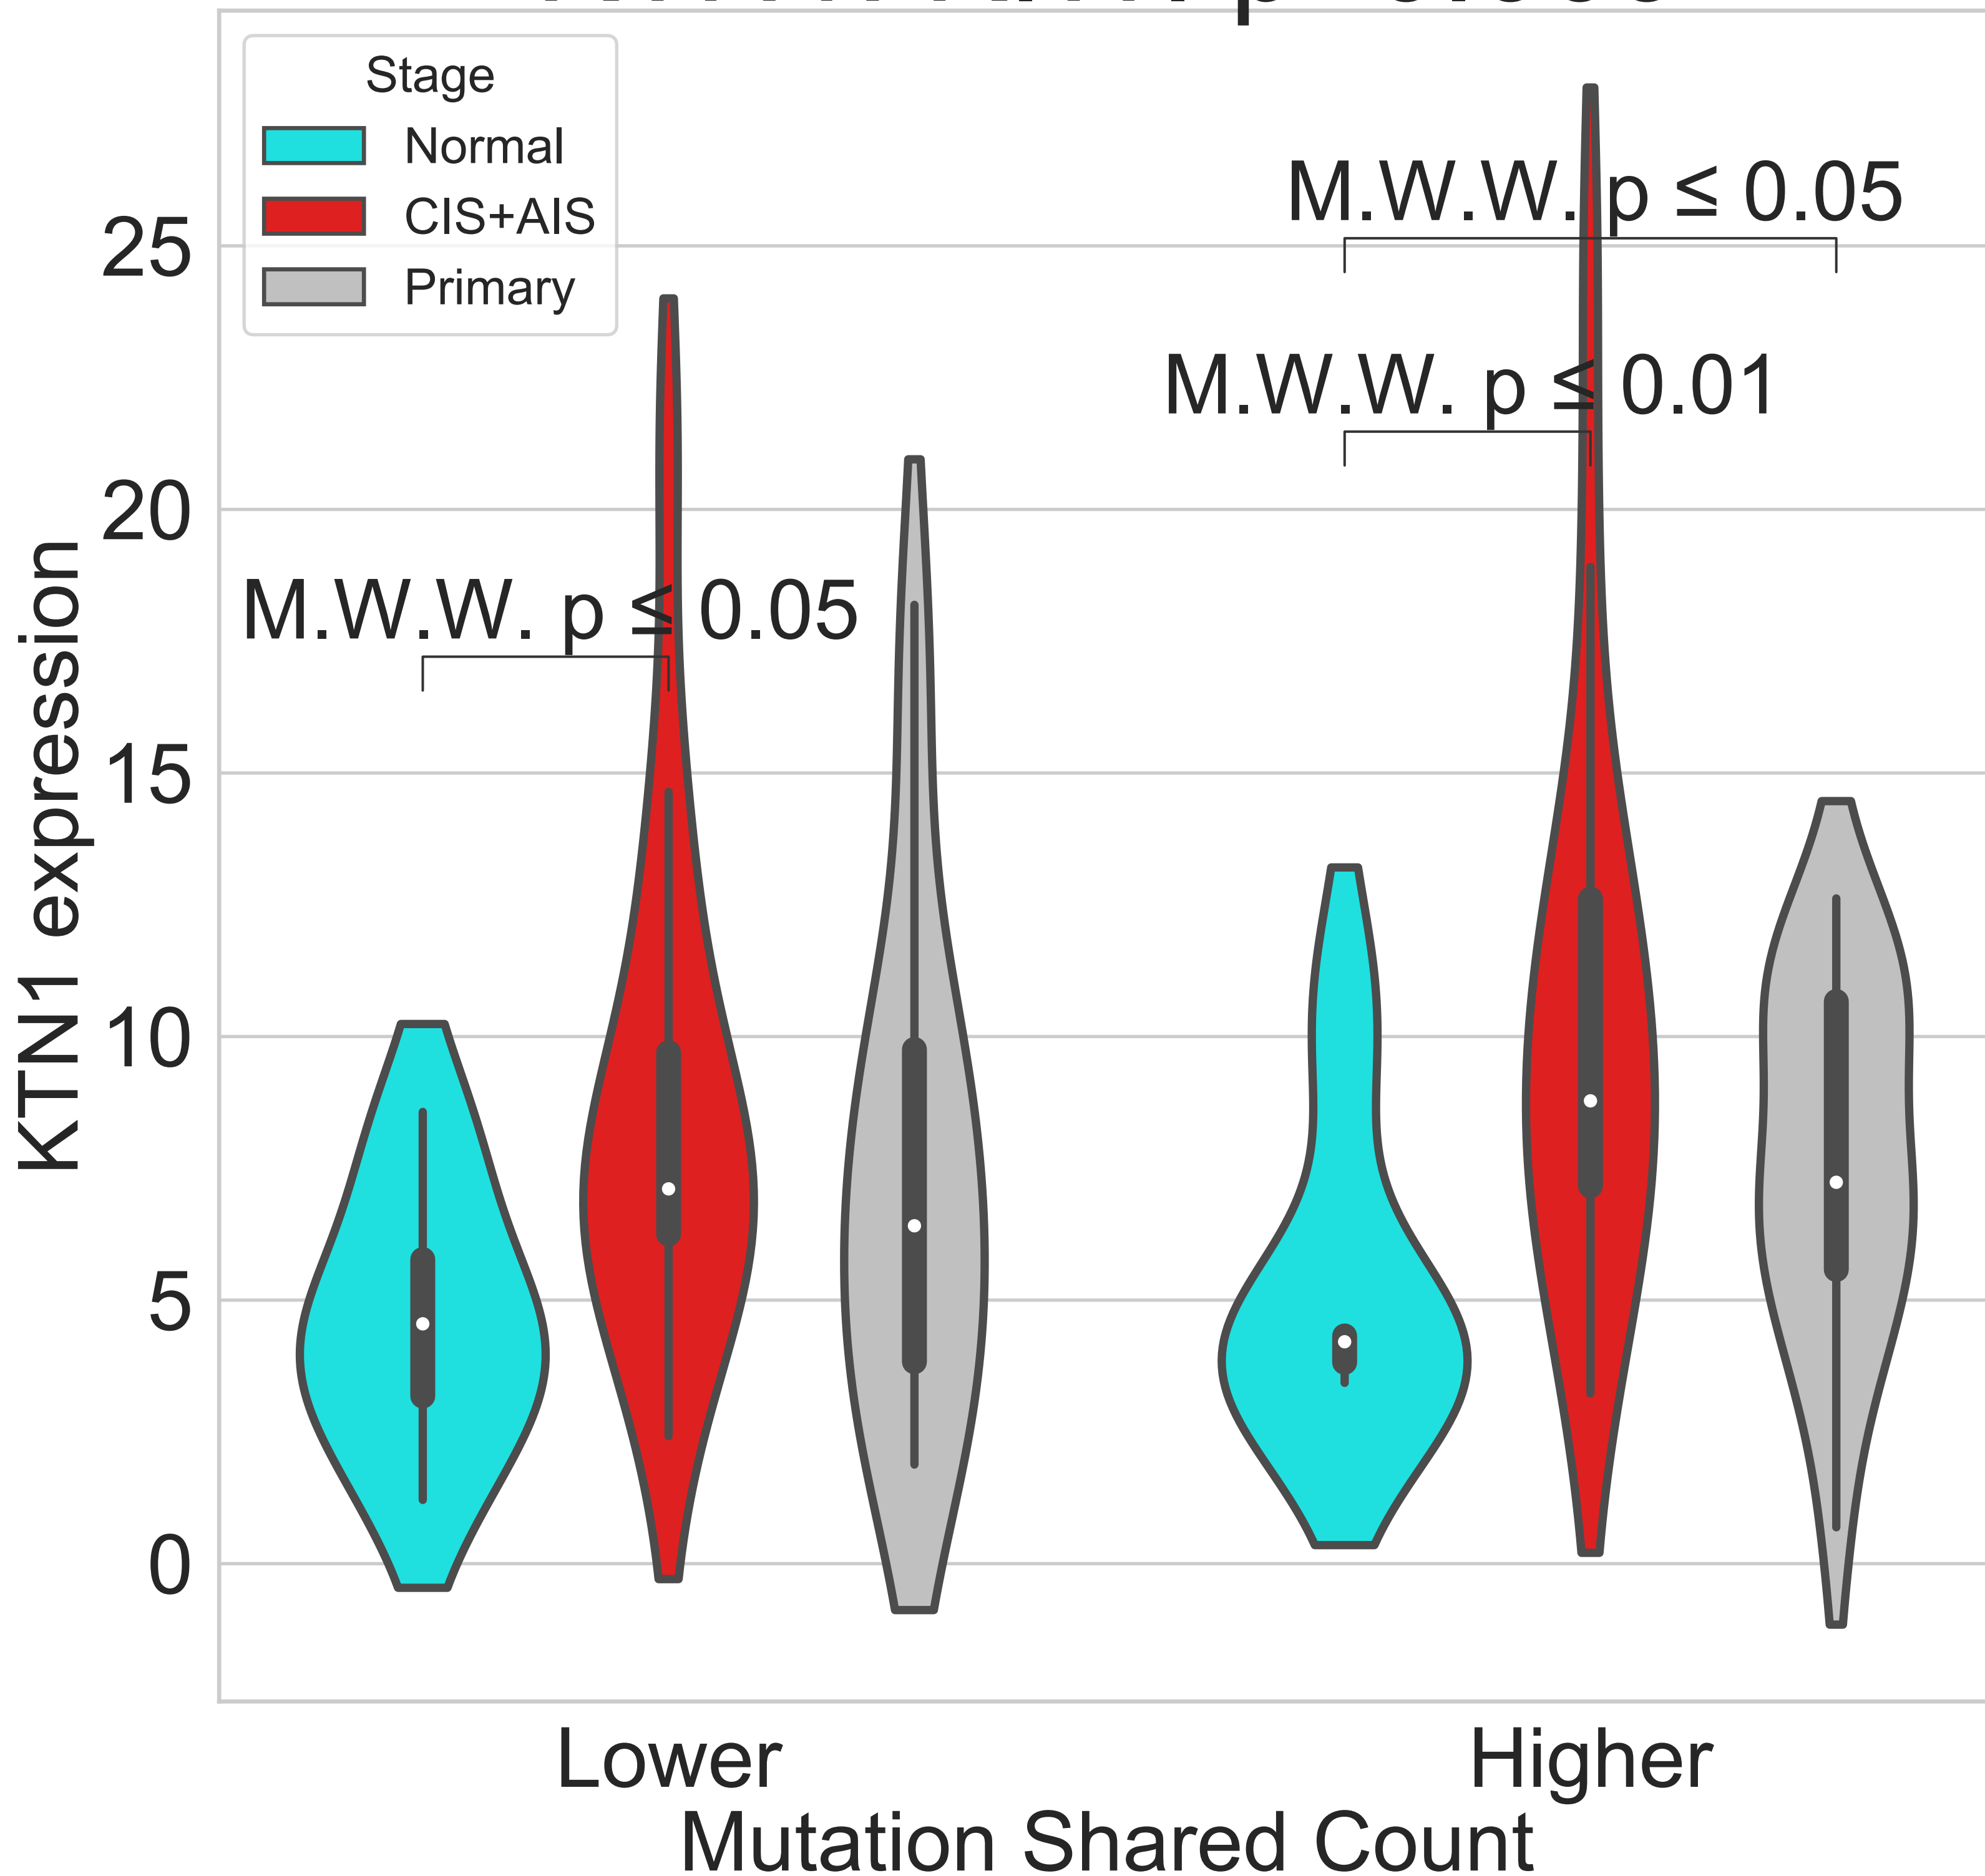 Stage
Normal
CIS+AIS
Primary
M.W.W. p ≤ 0.05
M.W.W. p ≤ 0.01
M.W.W. p ≤ 0.05
25
20
15
10
5
0
KTN1 expression
Lower
Higher
Mutation Shared Count